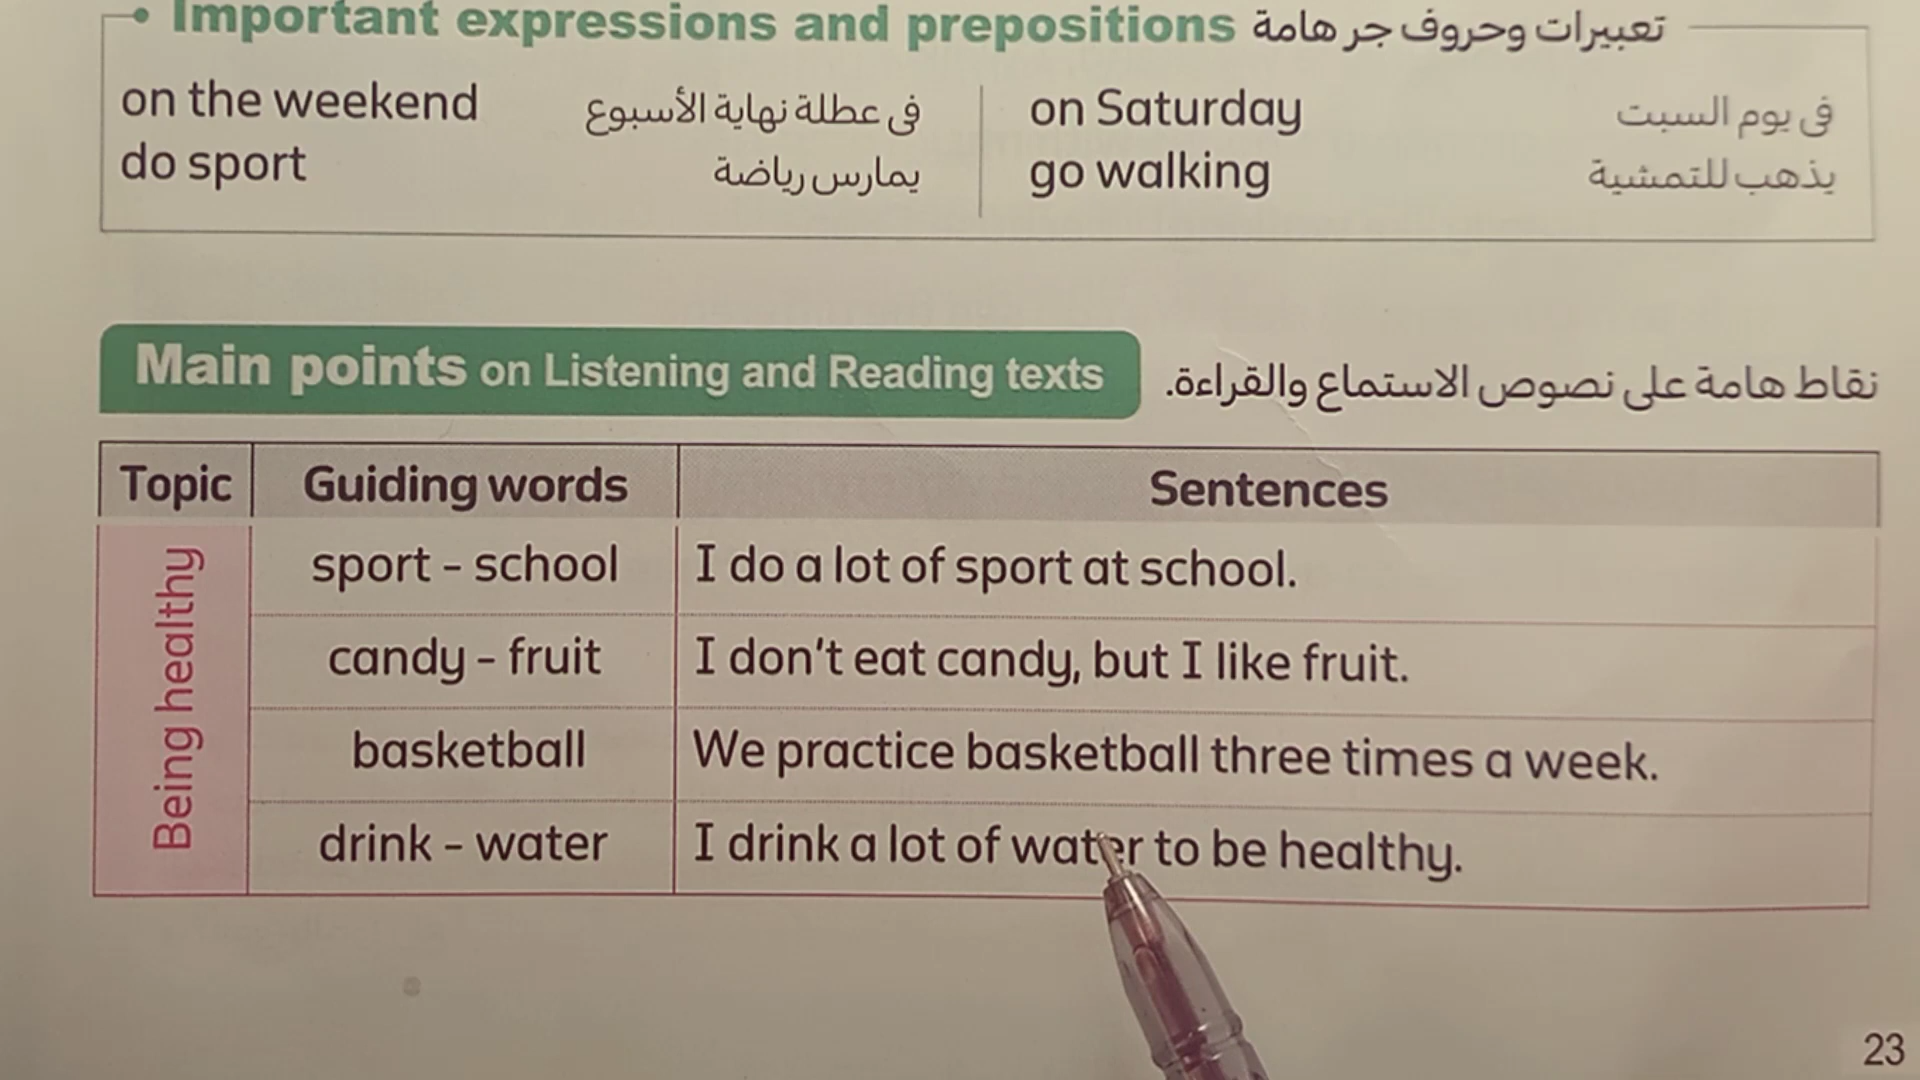 • Important expressions and prepositions تعبيرات وحروف جر هامة
on the weekend فى عطلة نهاية الأسبوع
on Saturday فى يوم السبت
do sport يمارس رياضة
go walking يذهب للتمشية
Main points on Listening and Reading texts نقاط هامة على نصوص الاستماع والقراءة.
Topic Guiding words Sentences
Being healthy
sport - school I do a lot of sport at school.
candy - fruit I don't eat candy, but I like fruit.
basketball We practice basketball three times a week.
drink - water I drink a lot of water to be healthy.
23